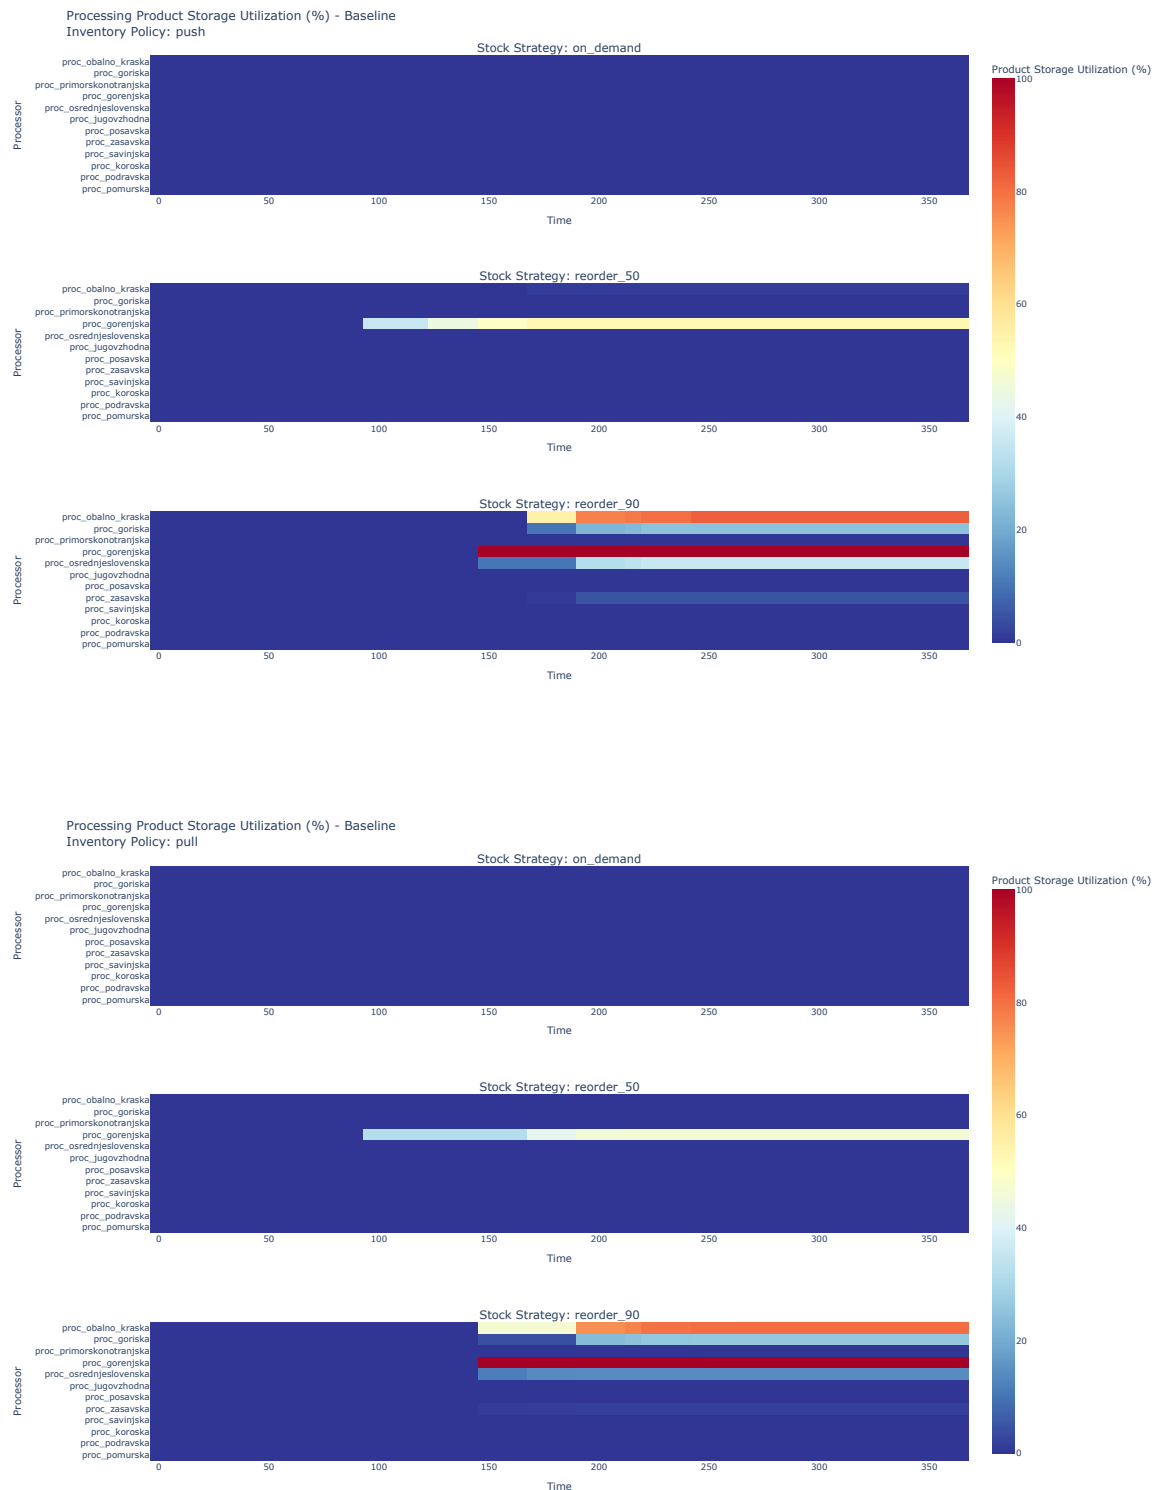 Processing Product Storage Utilization (%) - Baseline
Inventory Policy: push
Stock Strategy: on_demand
Processor
proc_obalno_kraska
proc_goriska
proc_primorskonotranjska
proc_gorenjska
proc_osrednjeslovenska
proc_jugovzhodna
proc_posavska
proc_zasavska
proc_savinjska
proc_koroska
proc_podravska
proc_pomurska
0 50 100 150 200 250 300 350
Time
Product Storage Utilization (%)
100
80
60
40
20
0
Stock Strategy: reorder_50
Processor
proc_obalno_kraska
proc_goriska
proc_primorskonotranjska
proc_gorenjska
proc_osrednjeslovenska
proc_jugovzhodna
proc_posavska
proc_zasavska
proc_savinjska
proc_koroska
proc_podravska
proc_pomurska
0 50 100 150 200 250 300 350
Time
Stock Strategy: reorder_90
Processor
proc_obalno_kraska
proc_goriska
proc_primorskonotranjska
proc_gorenjska
proc_osrednjeslovenska
proc_jugovzhodna
proc_posavska
proc_zasavska
proc_savinjska
proc_koroska
proc_podravska
proc_pomurska
0 50 100 150 200 250 300 350
Time
Processing Product Storage Utilization (%) - Baseline
Inventory Policy: pull
Stock Strategy: on_demand
Processor
proc_obalno_kraska
proc_goriska
proc_primorskonotranjska
proc_gorenjska
proc_osrednjeslovenska
proc_jugovzhodna
proc_posavska
proc_zasavska
proc_savinjska
proc_koroska
proc_podravska
proc_pomurska
0 50 100 150 200 250 300 350
Time
Product Storage Utilization (%)
100
80
60
40
20
0
Stock Strategy: reorder_50
Processor
proc_obalno_kraska
proc_goriska
proc_primorskonotranjska
proc_gorenjska
proc_osrednjeslovenska
proc_jugovzhodna
proc_posavska
proc_zasavska
proc_savinjska
proc_koroska
proc_podravska
proc_pomurska
0 50 100 150 200 250 300 350
Time
Stock Strategy: reorder_90
Processor
proc_obalno_kraska
proc_goriska
proc_primorskonotranjska
proc_gorenjska
proc_osrednjeslovenska
proc_jugovzhodna
proc_posavska
proc_zasavska
proc_savinjska
proc_koroska
proc_podravska
proc_pomurska
0 50 100 150 200 250 300 350
Time